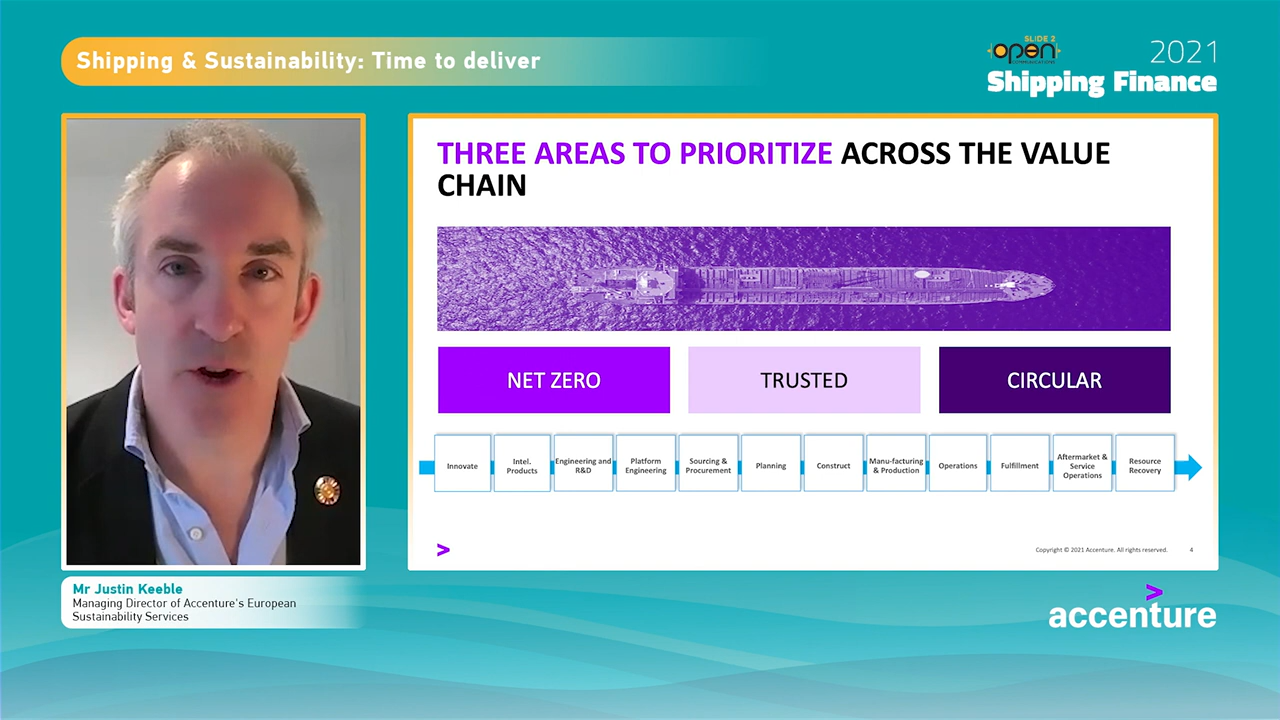 Shipping & Sustainability: Time to deliver
SLIDE 2
open
COMMUNICATIONS
2021
Shipping Finance
THREE AREAS TO PRIORITIZE ACROSS THE VALUE
CHAIN
NET ZERO
TRUSTED
CIRCULAR
Innovate
Intel.
Products
Engineering and
R&D
Platform
Engineering
Sourcing &
Procurement
Planning
Construct
Manu-facturing
& Production
Operations
Fulfillment
Aftermarket &
Service
Operations
Resource
Recovery
>
Copyright © 2021 Accenture. All rights reserved.
4
Mr Justin Keeble
Managing Director of Accenture's European
Sustainability Services
>
accenture